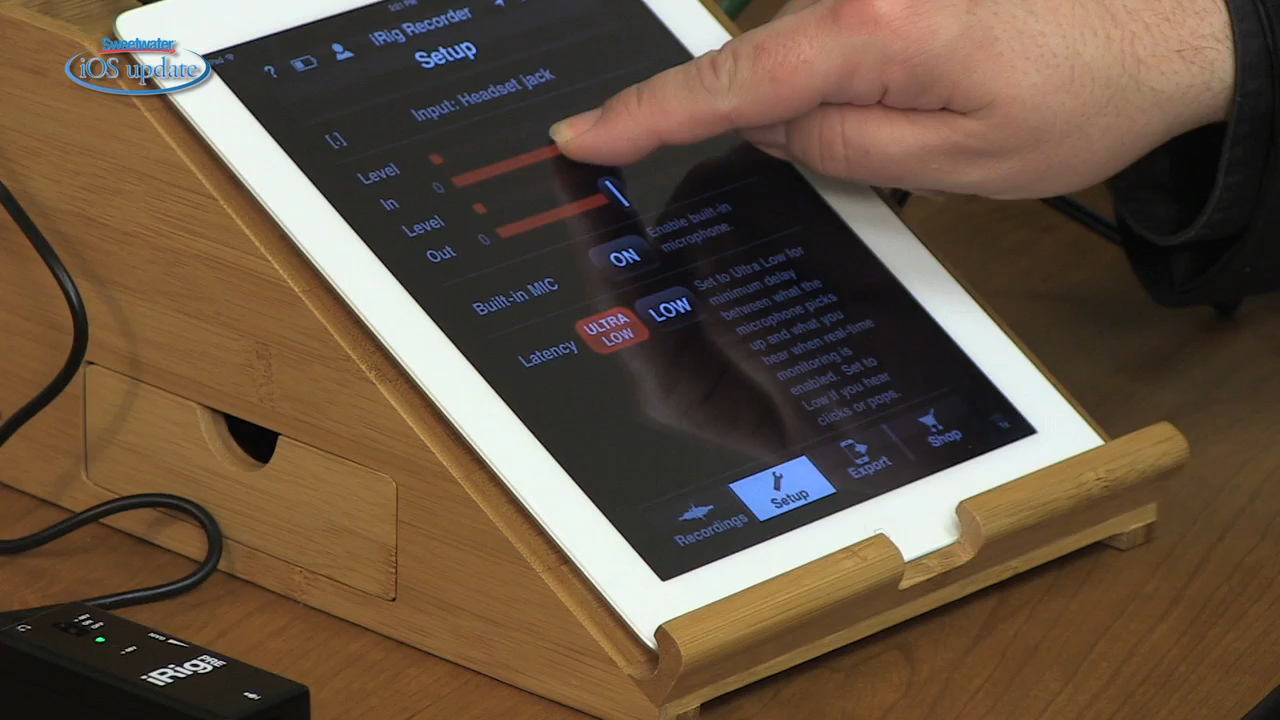 Sweetwater
iOS update
iRig Recorder
Setup
?
Input: Headset jack
[.]
Level
In
0
Level
Out
0
Built-in MIC
ON
Enable built-in
microphone.
Latency
ULTRA
LOW
LOW
Set to Ultra Low for
minimum delay
between what the
microphone picks
up and what you
hear when real-time
monitoring is
enabled. Set to
Low if you hear
clicks or pops.
Recordings
Setup
Export
Shop
iRig PRE